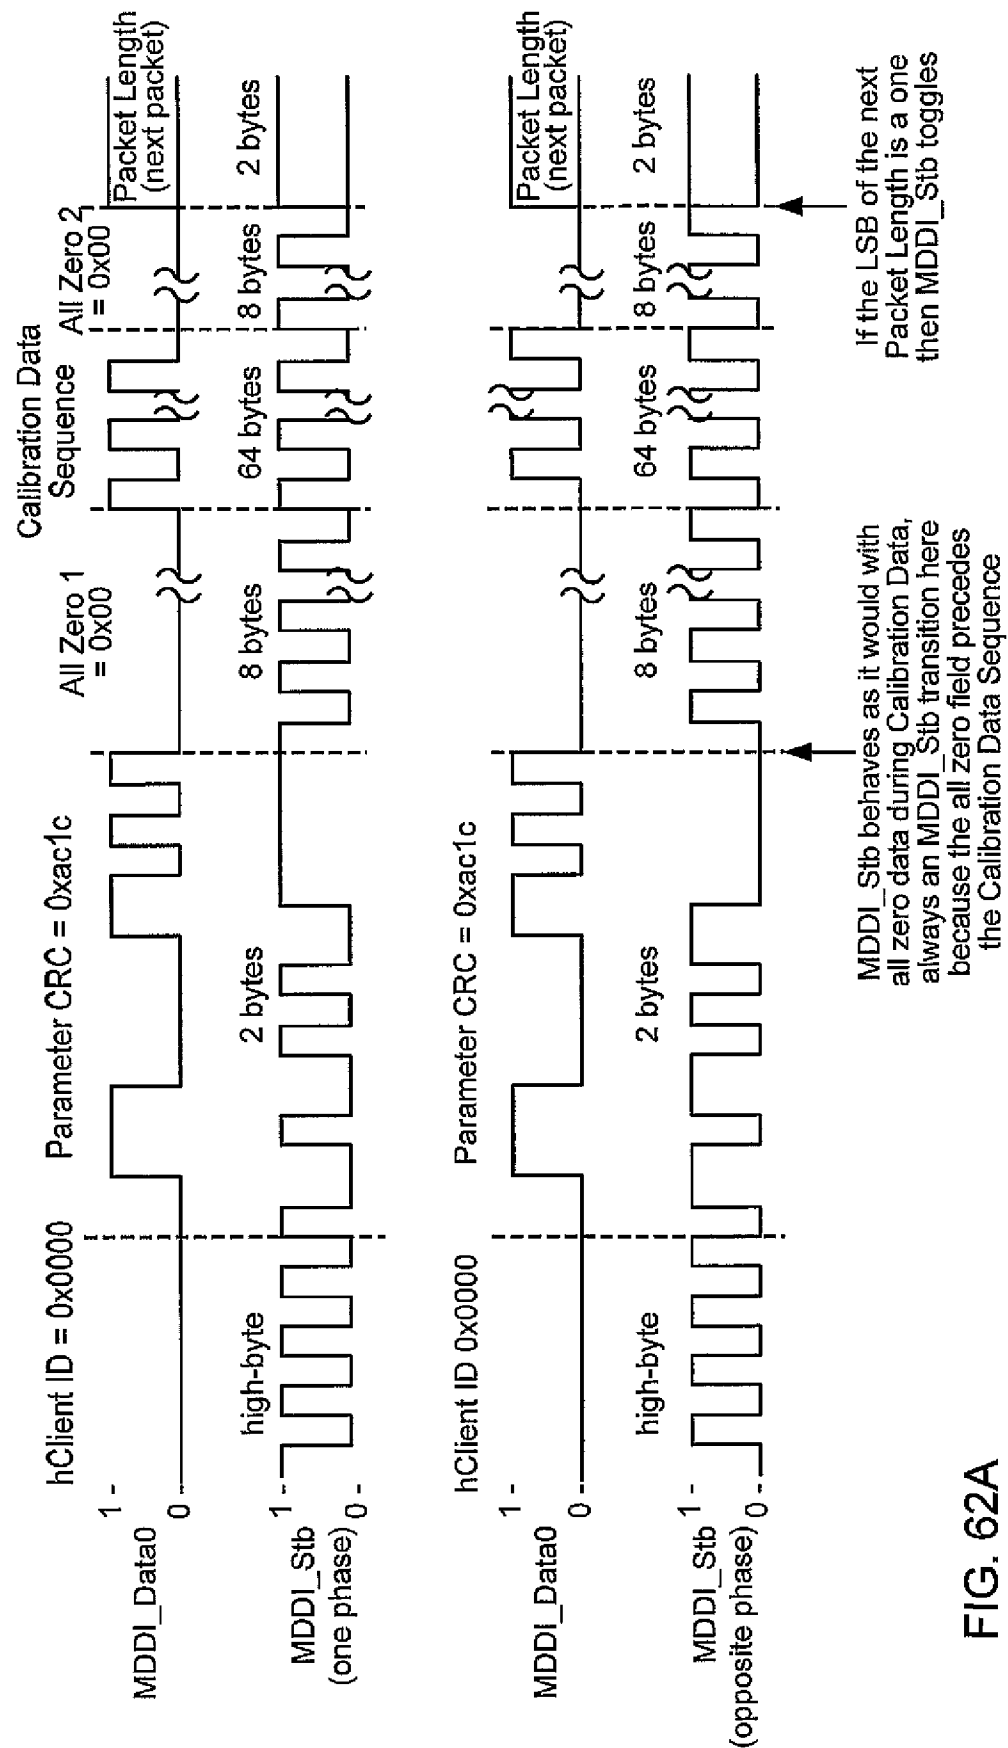 hClient ID = 0x0000
Parameter CRC = 0xac1c
All Zero 1
= 0x00
Calibration Data
Sequence
All Zero 2
= 0x00
MDDI_Data0
1
0
Packet Length
(next packet)
high-byte
2 bytes
8 bytes
64 bytes
8 bytes
2 bytes
MDDI_Stb
(one phase)
1
0
hClient ID 0x0000
Parameter CRC = 0xac1c
MDDI_Data0
1
0
Packet Length
(next packet)
high-byte
2 bytes
8 bytes
64 bytes
8 bytes
2 bytes
MDDI_Stb
(opposite phase)
1
0
MDDI_Stb behaves as it would with
all zero data during Calibration Data,
always an MDDI_Stb transition here
because the all zero field precedes
the Calibration Data Sequence
If the LSB of the next
Packet Length is a one
then MDDI_Stb toggles
FIG. 62A